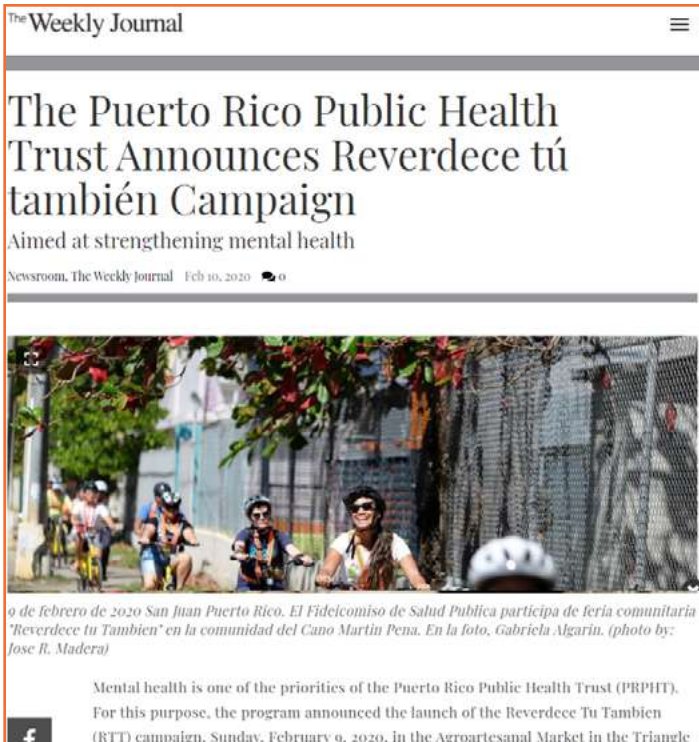 The Weekly Journal
The Puerto Rico Public Health
Trust Announces Reverdece tú
también Campaign
Aimed at strengthening mental health
Newsroom, The Weekly Journal Feb 10, 2020 0
9 de febrero de 2020 San Juan Puerto Rico. El Fideicomiso de Salud Publica participa de feria comunitaria
"Reverdece tu Tambien" en la comunidad del Cano Martin Pena. En la foto, Gabriela Algarin. (photo by:
Jose R. Madera)
Mental health is one of the priorities of the Puerto Rico Public Health Trust (PRPHT).
For this purpose, the program announced the launch of the Reverdece Tu Tambien
f
(RTT) campaign, Sunday, February 9, 2020, in the Agroartesanal Market in the Triangle